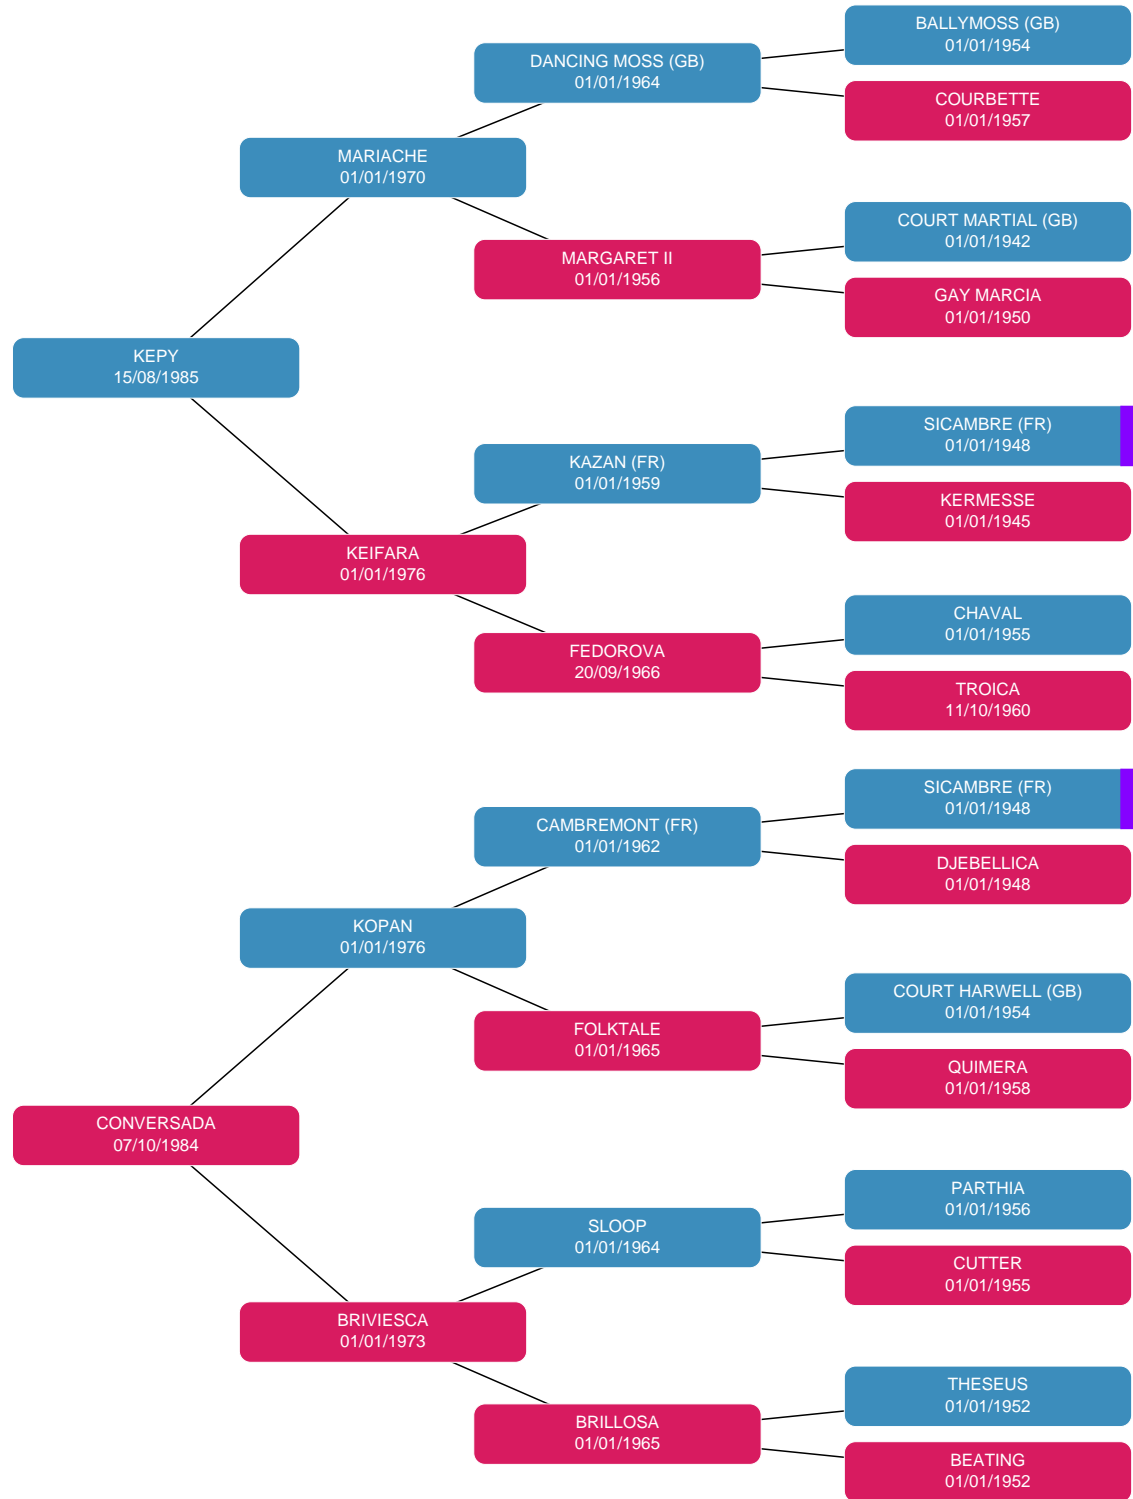 BALLYMOSS (GB)
01/01/1954
DANCING MOSS (GB)
01/01/1964
COURBETTE
01/01/1957
MARIACHE
01/01/1970
COURT MARTIAL (GB)
01/01/1942
MARGARET II
01/01/1956
GAY MARCIA
01/01/1950
KEPY
15/08/1985
SICAMBRE (FR)
01/01/1948
KAZAN (FR)
01/01/1959
KERMESSE
01/01/1945
KEIFARA
01/01/1976
CHAVAL
01/01/1955
FEDOROVA
20/09/1966
TROICA
11/10/1960
SICAMBRE (FR)
01/01/1948
CAMBREMONT (FR)
01/01/1962
DJEBELLICA
01/01/1948
KOPAN
01/01/1976
COURT HARWELL (GB)
01/01/1954
FOLKTALE
01/01/1965
QUIMERA
01/01/1958
CONVERSADA
07/10/1984
PARTHIA
01/01/1956
SLOOP
01/01/1964
CUTTER
01/01/1955
BRIVIESCA
01/01/1973
THESEUS
01/01/1952
BRILLOSA
01/01/1965
BEATING
01/01/1952